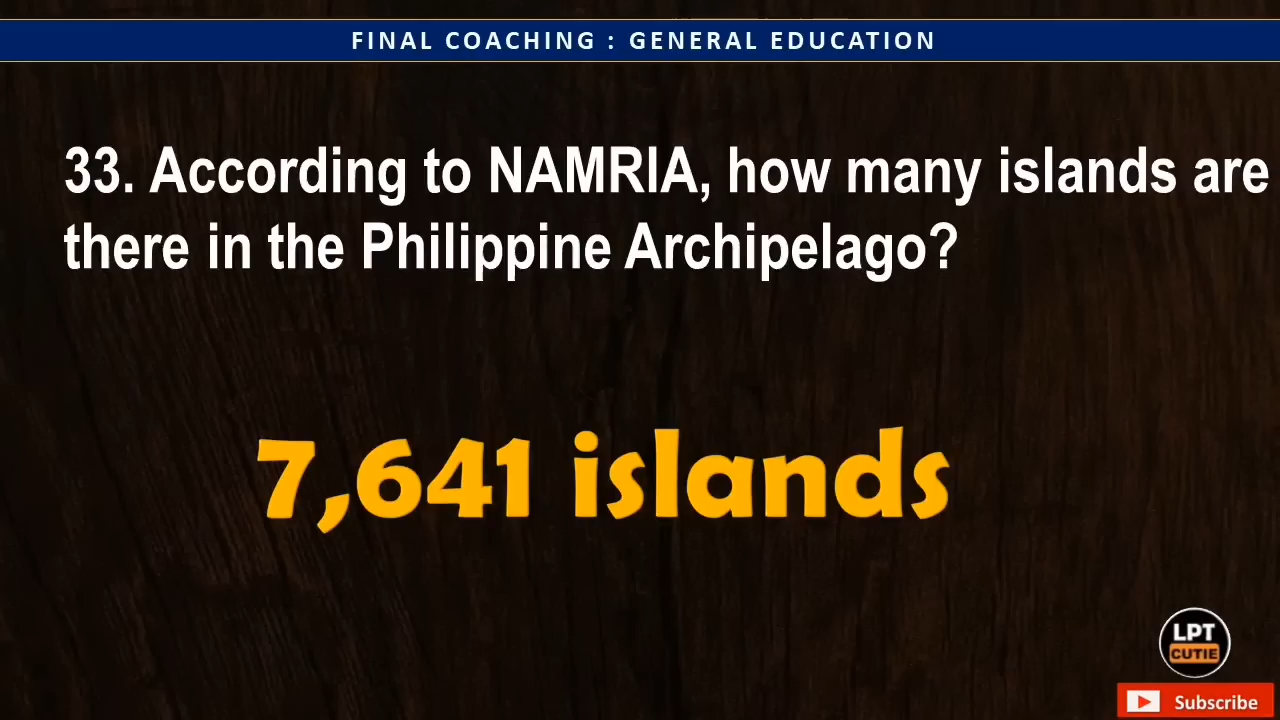 FINAL COACHING : GENERAL EDUCATION
33. According to NAMRIA, how many islands are
there in the Philippine Archipelago?
7,641 islands
LPT
CUTIE
Subscribe